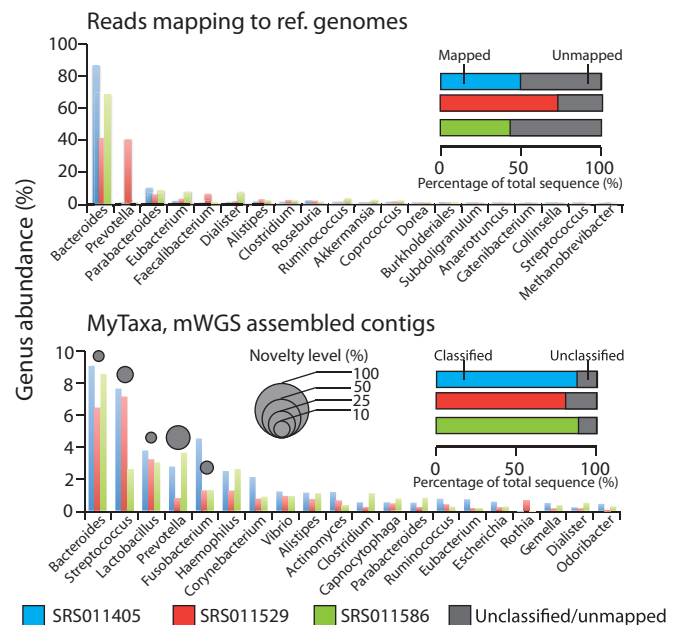 Reads mapping to ref. genomes
Genus abundance (%)
100
80
60
40
20
0
Mapped
Unmapped
0
50
100
Percentage of total sequence (%)
Bacteroides
Prevotella
Parabacteroides
Eubacterium
Faecalibacterium
Dialister
Alistipes
Clostridium
Roseburia
Ruminococcus
Akkermansia
Coprococcus
Dorea
Burkholderiales
Subdoligranulum
Anaerotruncus
Catenibacterium
Collinsella
Streptococcus
Methanobrevibacter
MyTaxa, mWGS assembled contigs
10
8
6
4
2
0
Novelty level (%)
100
50
25
10
Classified
Unclassified
0
50
100
Percentage of total sequence (%)
Bacteroides
Streptococcus
Lactobacillus
Prevotella
Fusobacterium
Haemophilus
Corynebacterium
Vibrio
Alistipes
Actinomyces
Clostridium
Capnocytophaga
Parabacteroides
Ruminococcus
Eubacterium
Escherichia
Rothia
Gemella
Dialister
Odoribacter
SRS011405
SRS011529
SRS011586
Unclassified/unmapped